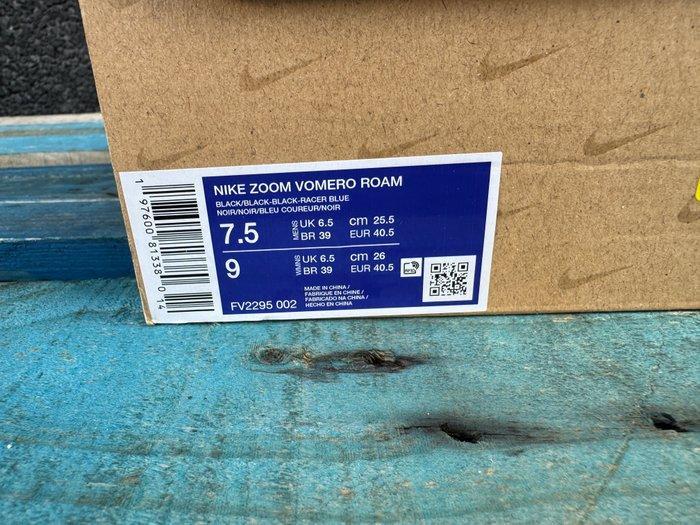 NIKE ZOOM VOMERO ROAM
BLACK/BLACK-BLACK-RACER BLUE
NOIR/NOIR/BLEU COUREUR/NOIR
7.5 MENS UK 6.5 cm 25.5
BR 39 EUR 40.5
9 WMNS UK 6.5 cm 26
BR 39 EUR 40.5
MADE IN CHINA /
FABRIQUE EN CHINE /
FABRICADO NA CHINA /
HECHO EN CHINA
FV2295 002
1 97600 81338 0 14